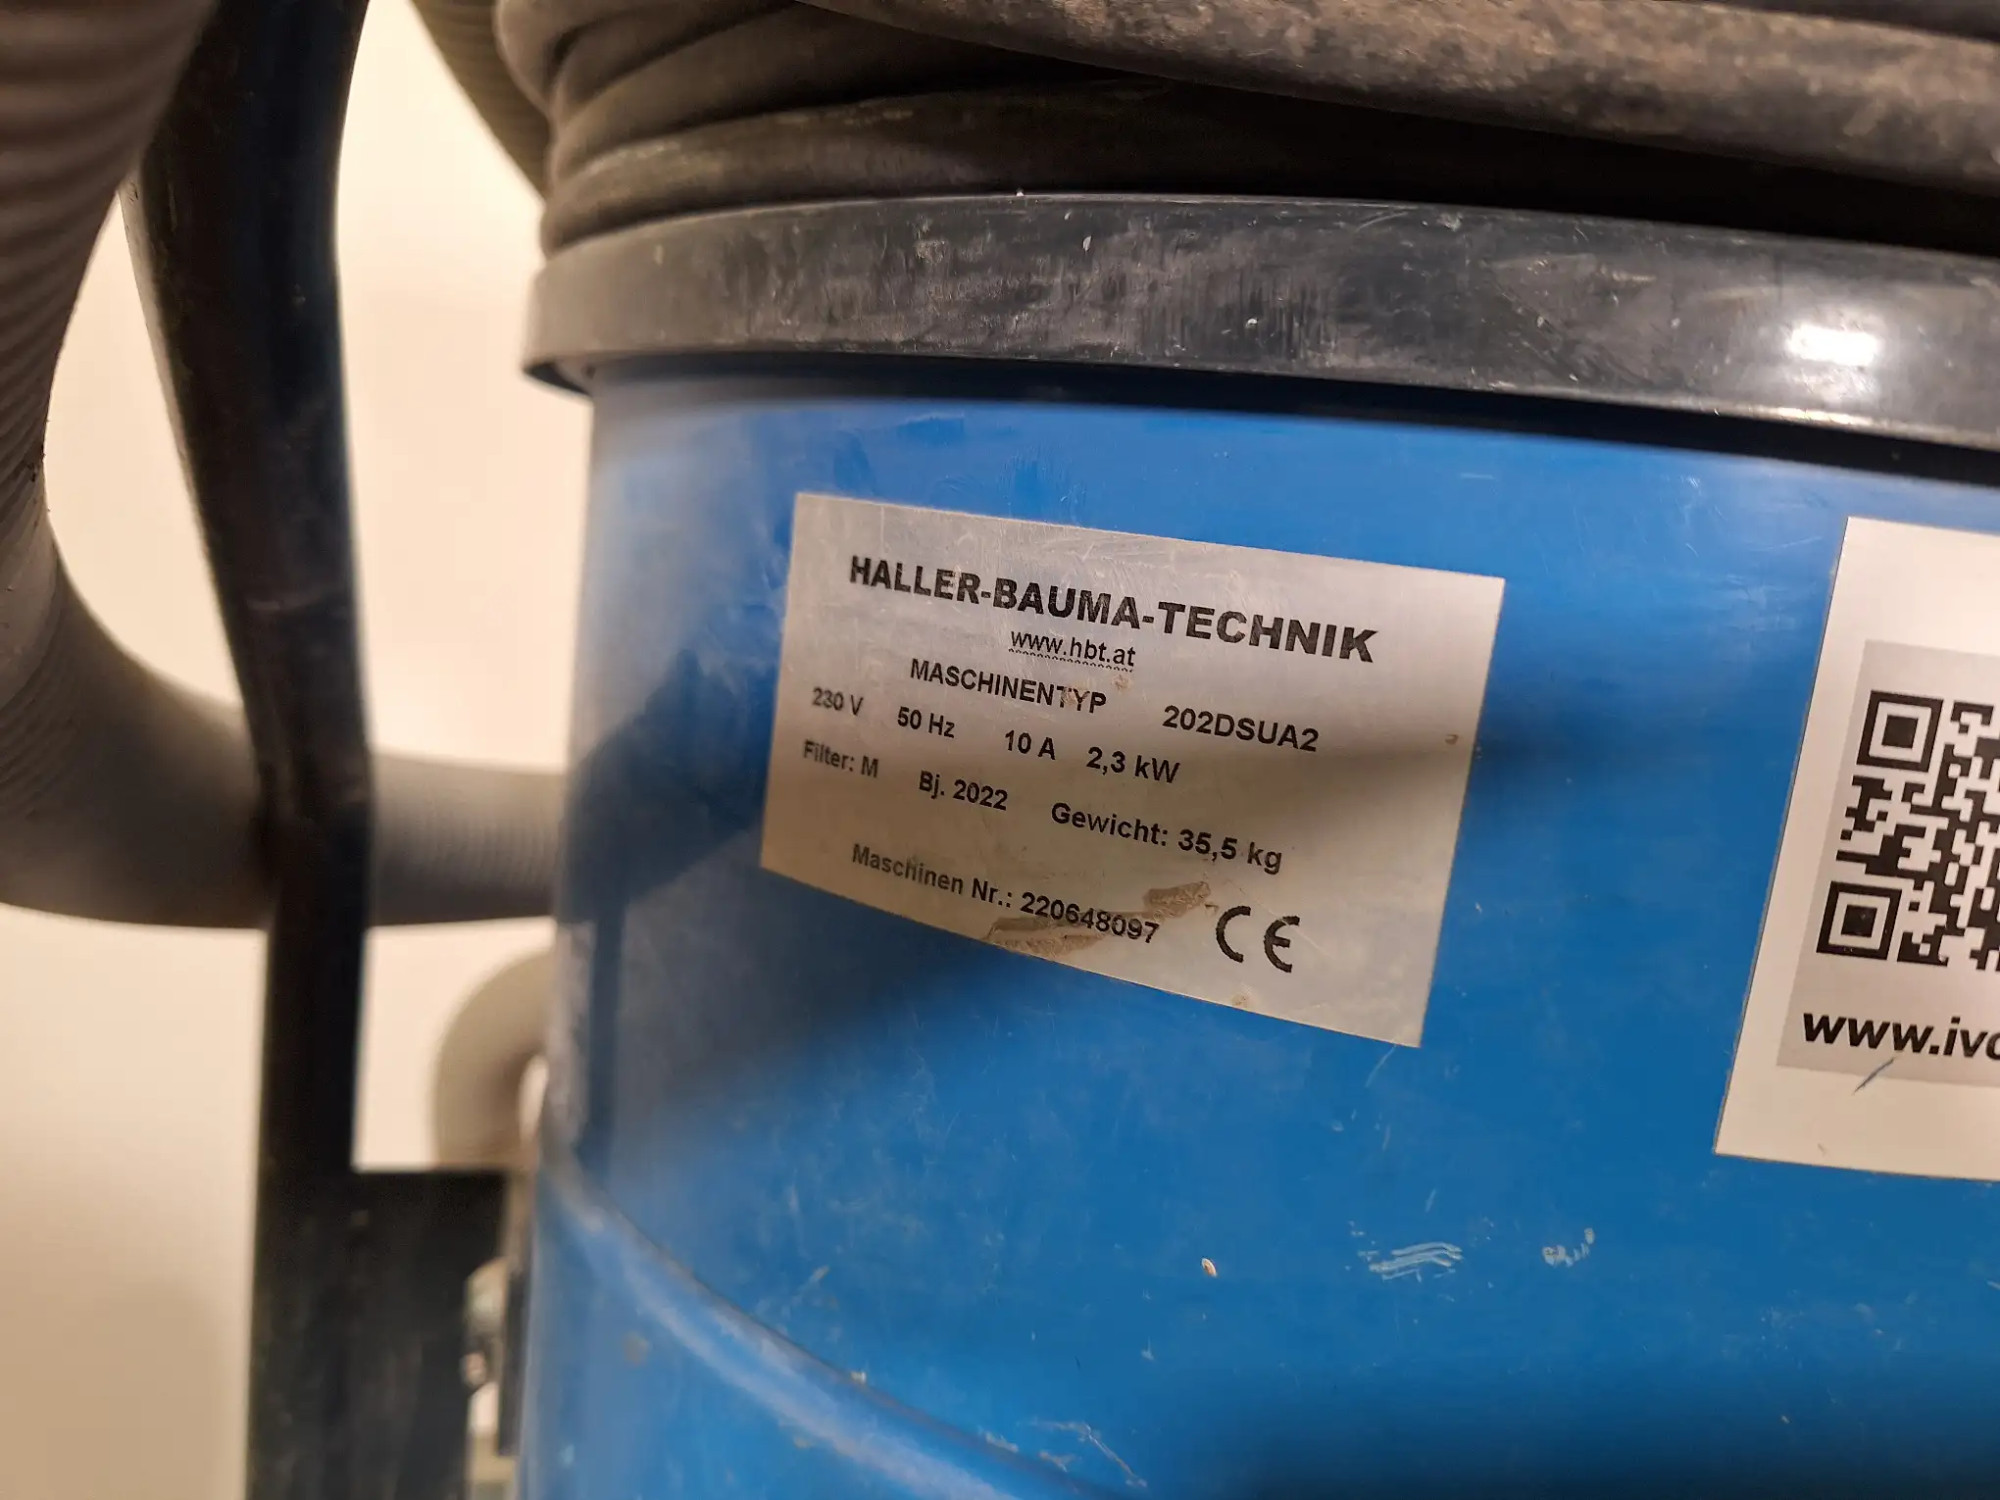 HALLER-BAUMA-TECHNIK
www.hbt.at
MASCHINENTYP 202DSUA2
230 V 50 Hz 10 A 2,3 kW
Filter: M Bj. 2022 Gewicht: 35,5 kg
Maschinen Nr.: 220648097 CE
www.ivo